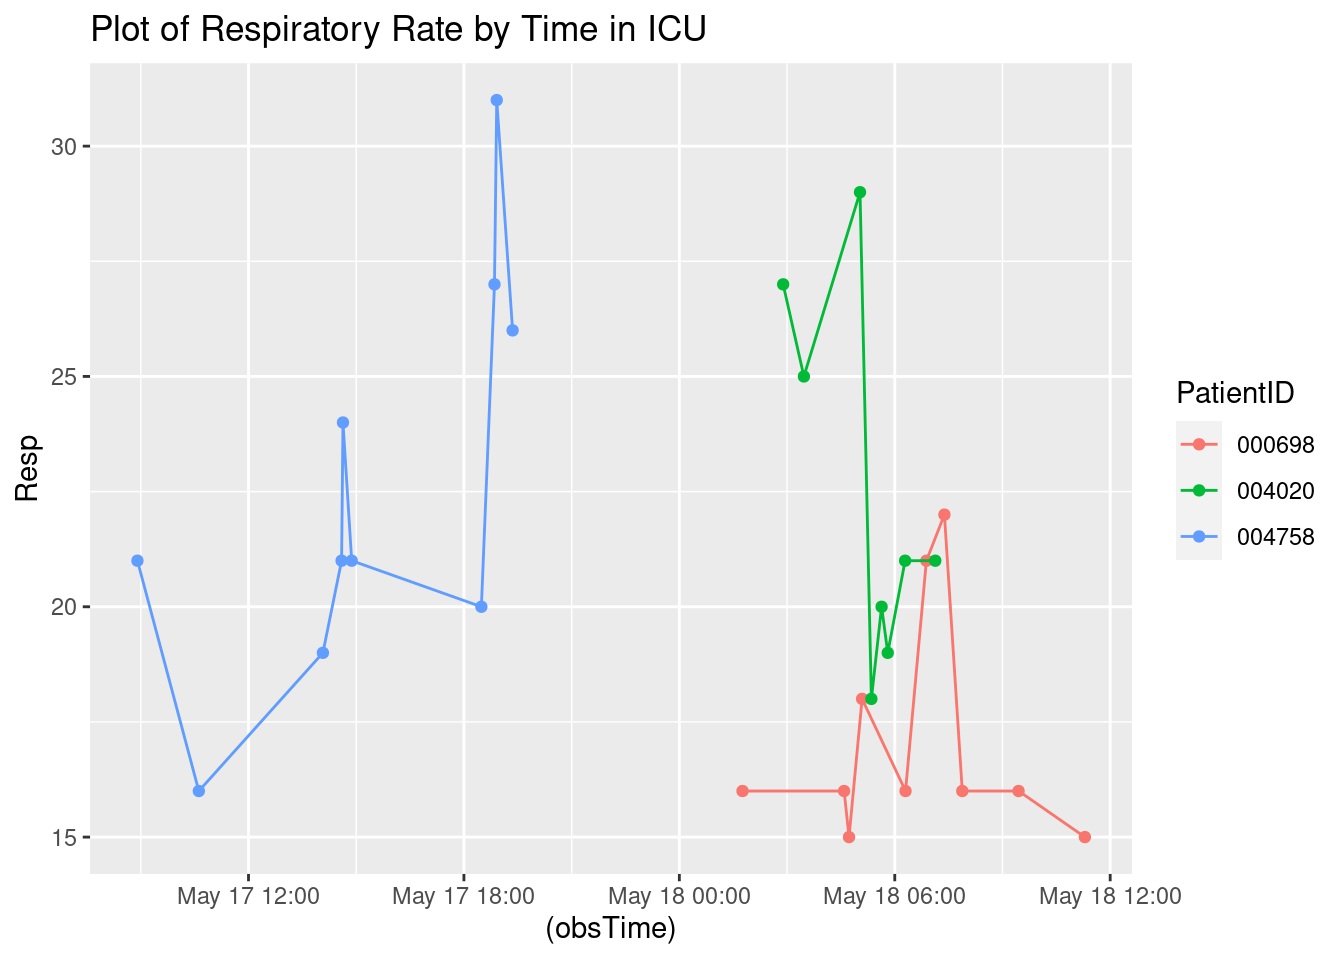 Plot of Respiratory Rate by Time in ICU
30
25
20
15
Resp
May 17 12:00
May 17 18:00
May 18 00:00
May 18 06:00
May 18 12:00
(obsTime)
PatientID
000698
004020
004758